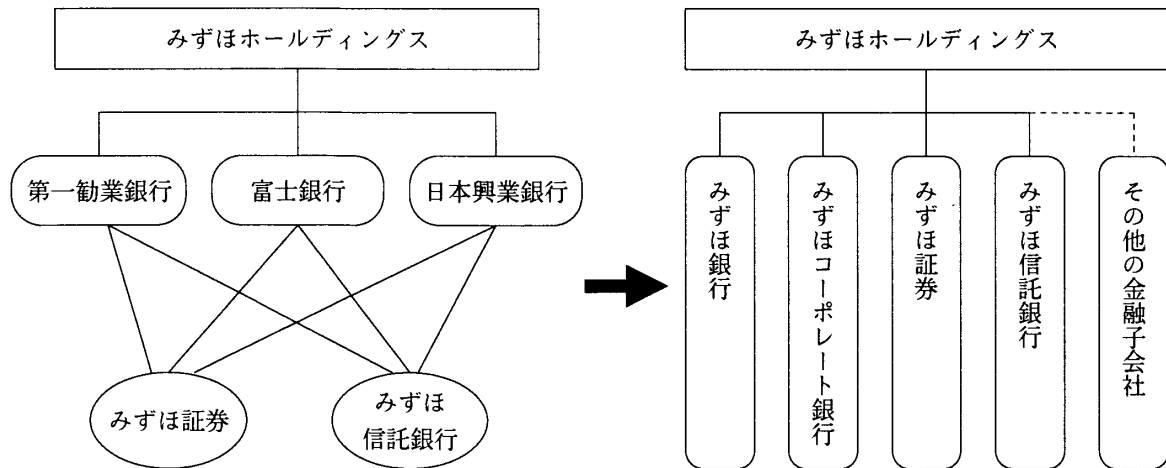 みずほホールディングス
第一勧業銀行
富士銀行
日本興業銀行
みずほ証券
みずほ
信託銀行
みずほホールディングス
みずほ銀行
みずほコーポレート銀行
みずほ証券
みずほ信託銀行
その他の金融子会社